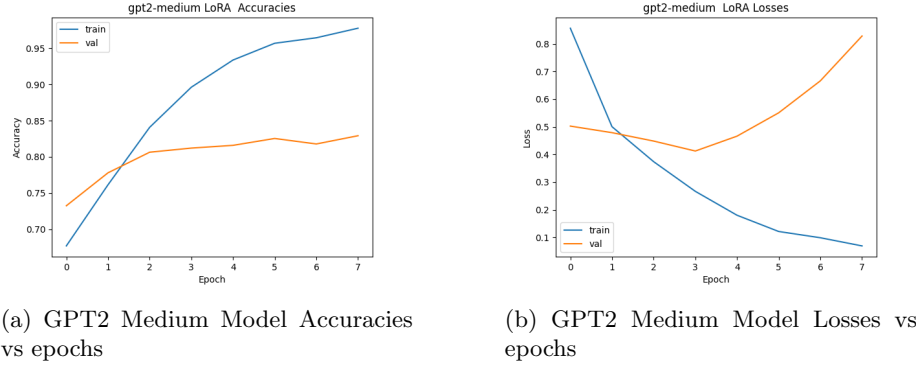 gpt2-medium LoRA Accuracies
train
val
0.95
0.90
0.85
0.80
0.75
0.70
Accuracy
0 1 2 3 4 5 6 7
Epoch
(a) GPT2 Medium Model Accuracies
vs epochs
gpt2-medium LoRA Losses
0.8
0.7
0.6
0.5
0.4
0.3
0.2
0.1
Loss
train
val
0 1 2 3 4 5 6 7
Epoch
(b) GPT2 Medium Model Losses vs
epochs